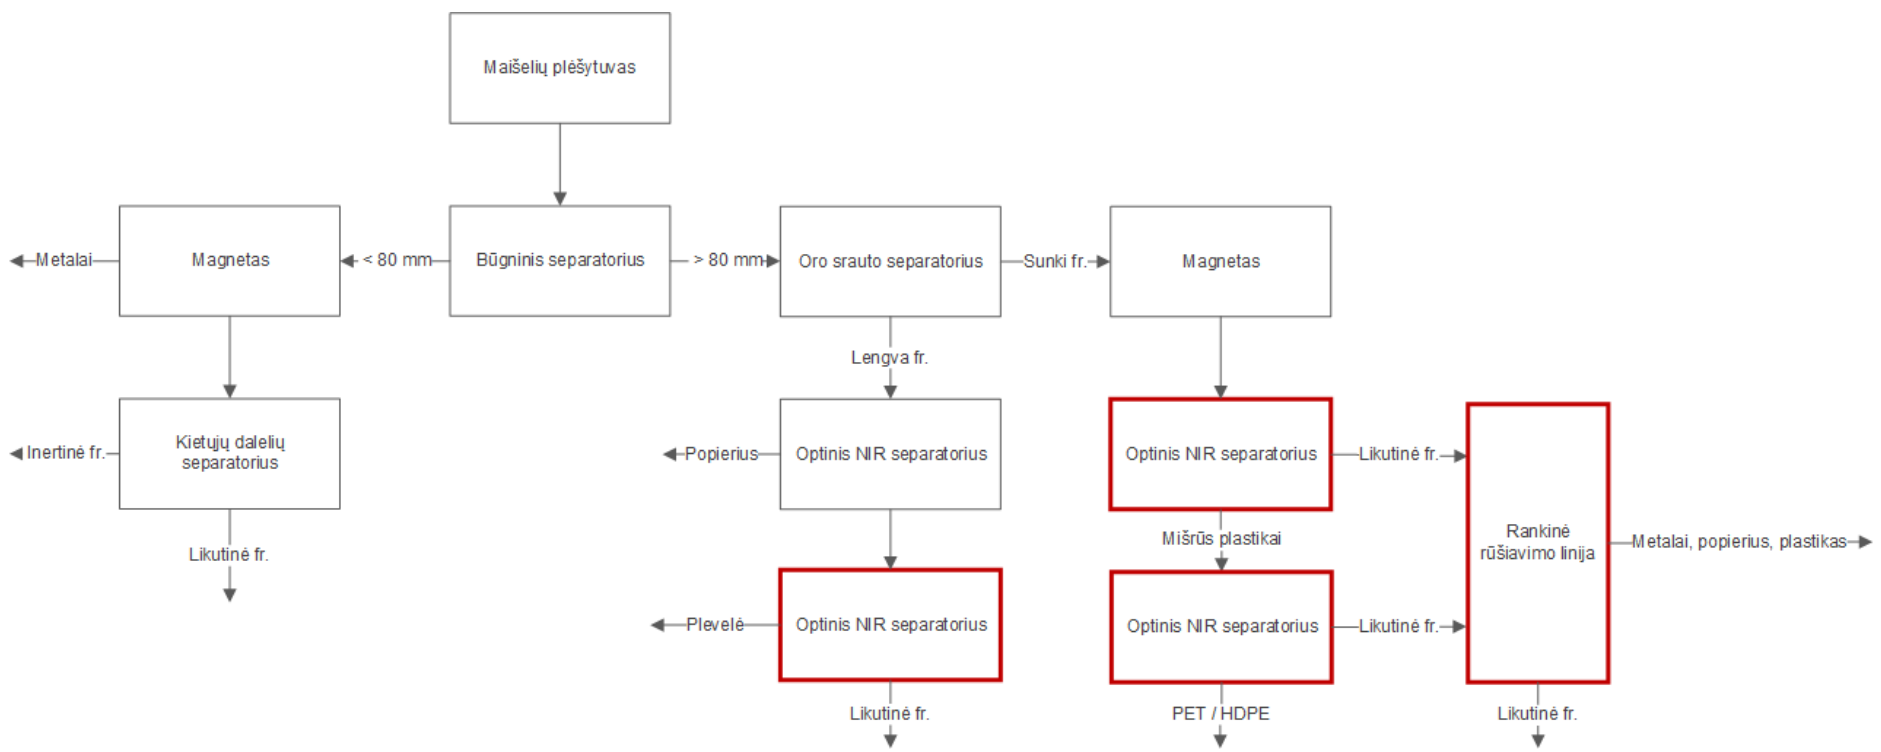 Maišelių plėšytuvas
Metalai
Magnetas
< 80 mm
Būgninis separatorius
> 80 mm
Oro srauto separatorius
Sunki fr.
Magnetas
Lengva fr.
Inertinė fr.
Kietųjų dalelių
separatorius
Popierius
Optinis NIR separatorius
Optinis NIR separatorius
Likutinė fr.
Rankinė
rūšiavimo linija
Metalai, popierius, plastikas
Likutinė fr.
Mišrūs plastikai
Plevelė
Optinis NIR separatorius
Optinis NIR separatorius
Likutinė fr.
Likutinė fr.
PET / HDPE
Likutinė fr.